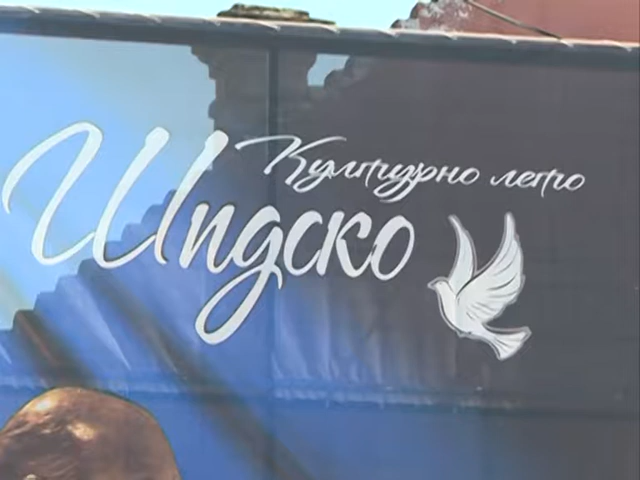 Шидско
Културно лето